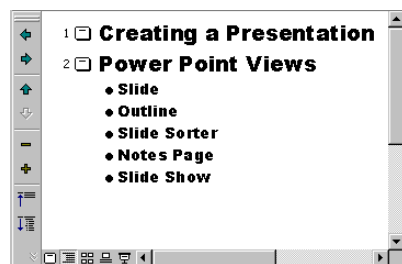 1 Creating a Presentation
2 Power Point Views
• Slide
• Outline
• Slide Sorter
• Notes Page
• Slide Show